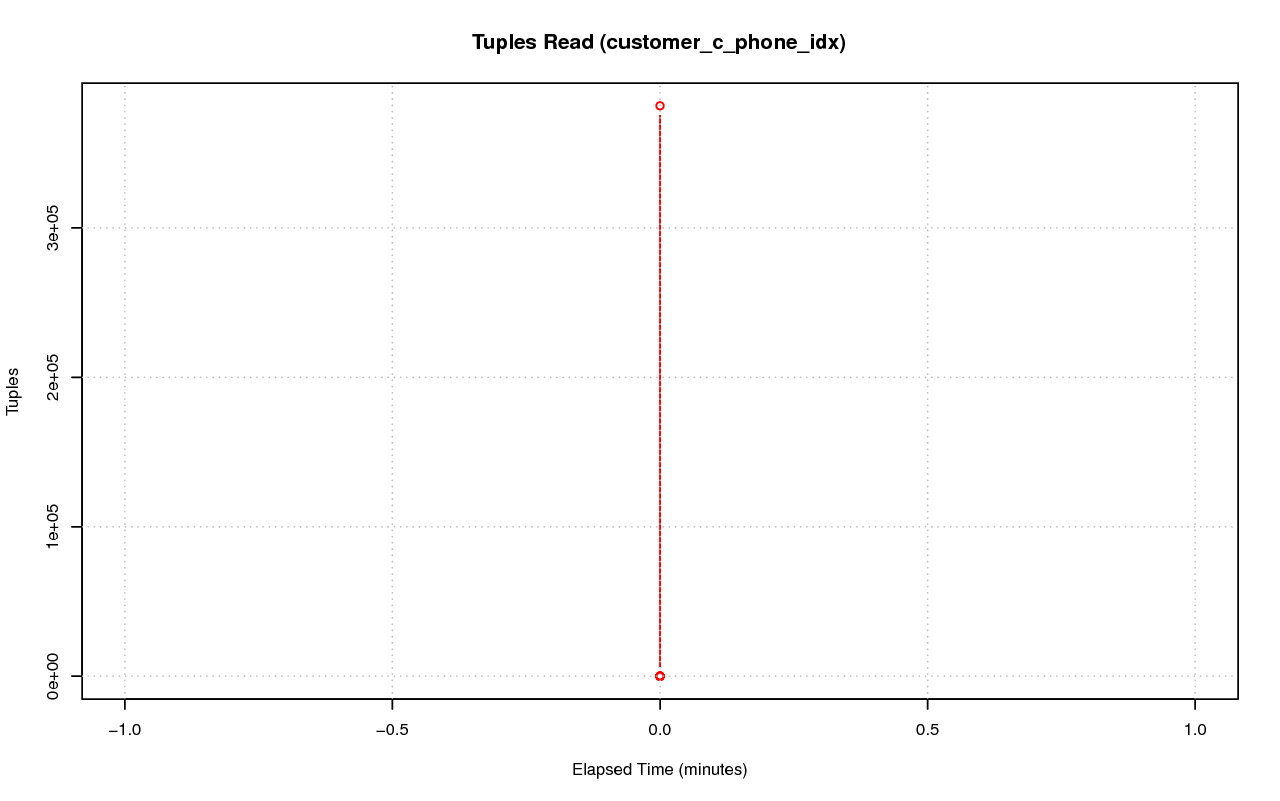 Tuples Read (customer_c_phone_idx)
3e+05
2e+05
1e+05
0e+00
Tuples
−1.0
−0.5
0.0
0.5
1.0
Elapsed Time (minutes)